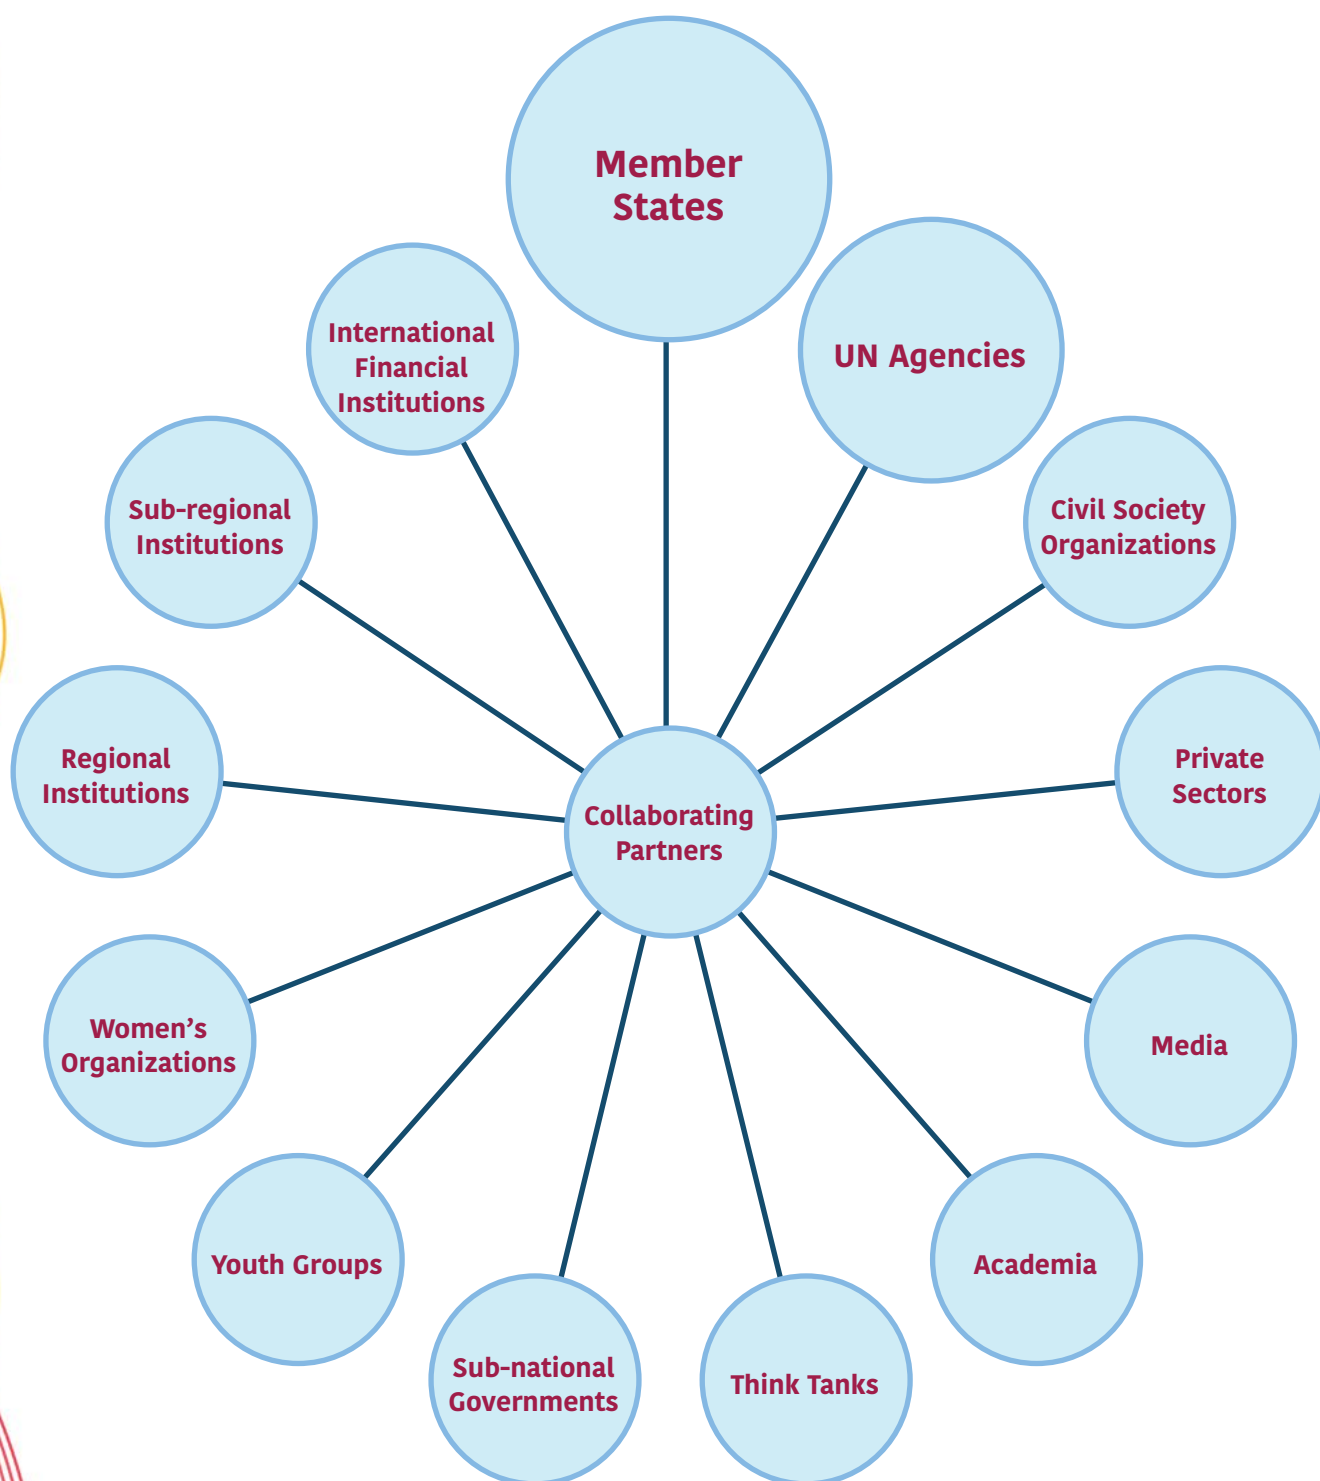 Member
States
UN Agencies
International
Financial
Institutions
Civil Society
Organizations
Sub-regional
Institutions
Private
Sectors
Regional
Institutions
Collaborating
Partners
Women’s
Organizations
Media
Youth Groups
Academia
Sub-national
Governments
Think Tanks